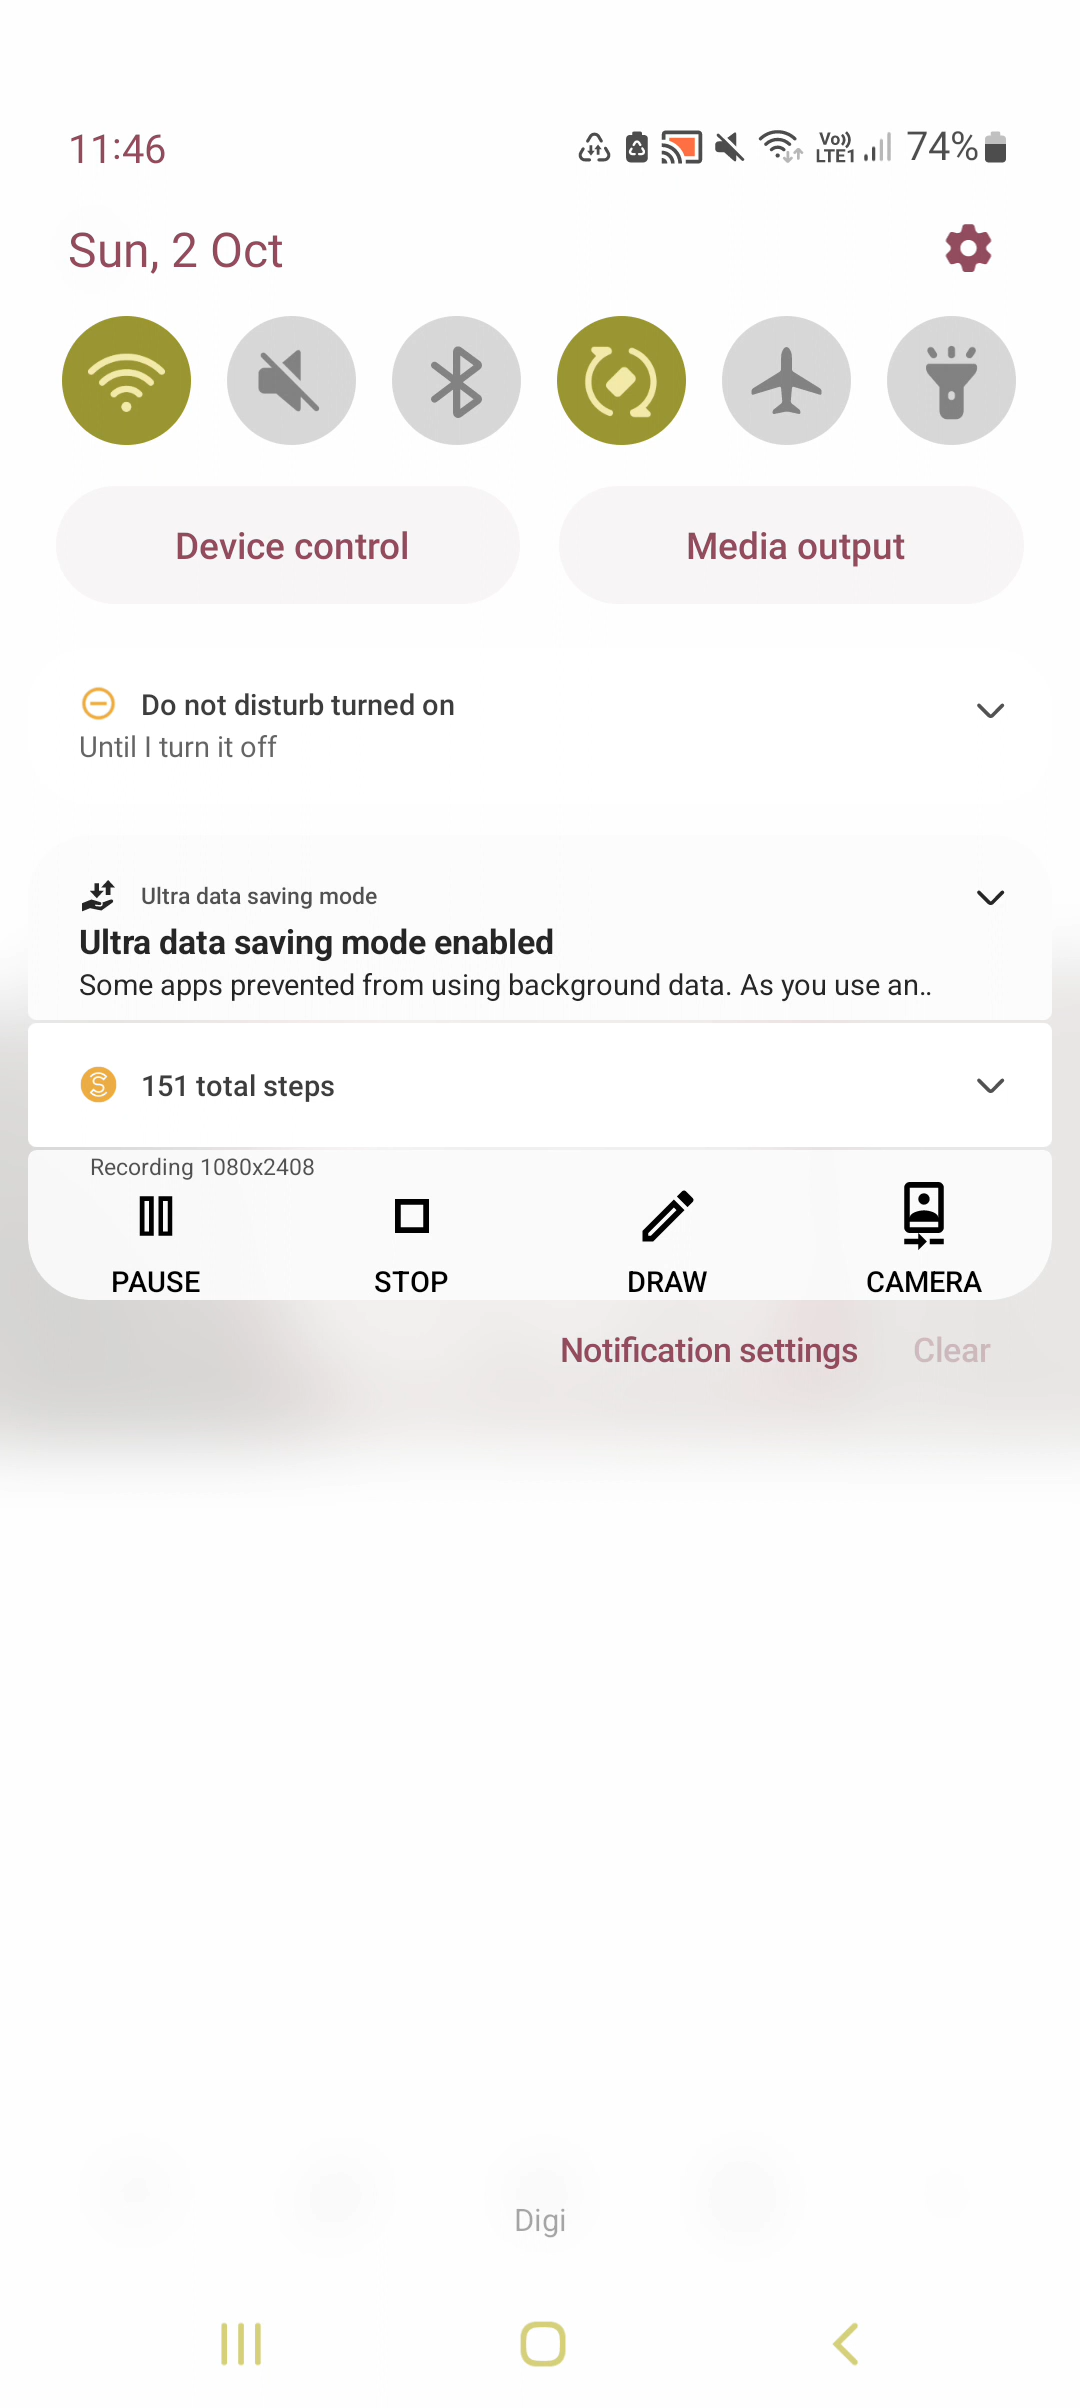 11:46
Vo)) LTE1 74%
Sun, 2 Oct
Device control
Media output
Do not disturb turned on
Until I turn it off
Ultra data saving mode
Ultra data saving mode enabled
Some apps prevented from using background data. As you use an..
151 total steps
Recording 1080x2408
PAUSE
STOP
DRAW
CAMERA
Notification settings
Clear
Digi